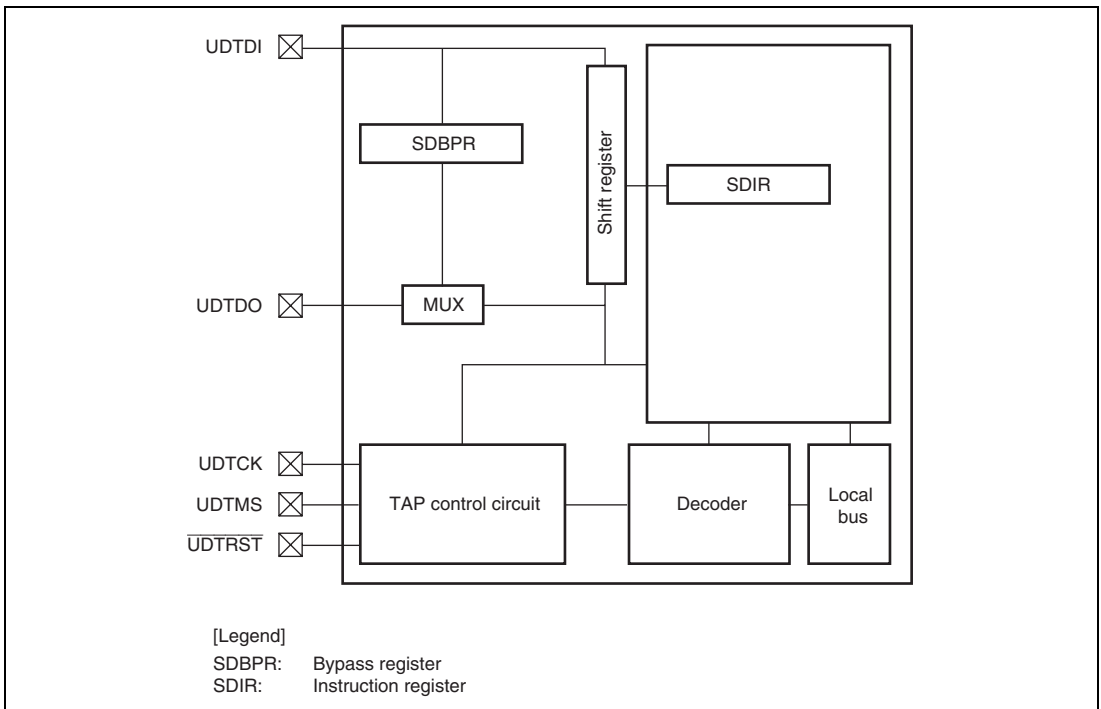 UDTDI
SDBPR
Shift register
SDIR
UDTDO
MUX
UDTCK
UDTMS
UDTRST
TAP control circuit
Decoder
Local
bus
[Legend]
SDBPR: Bypass register
SDIR: Instruction register